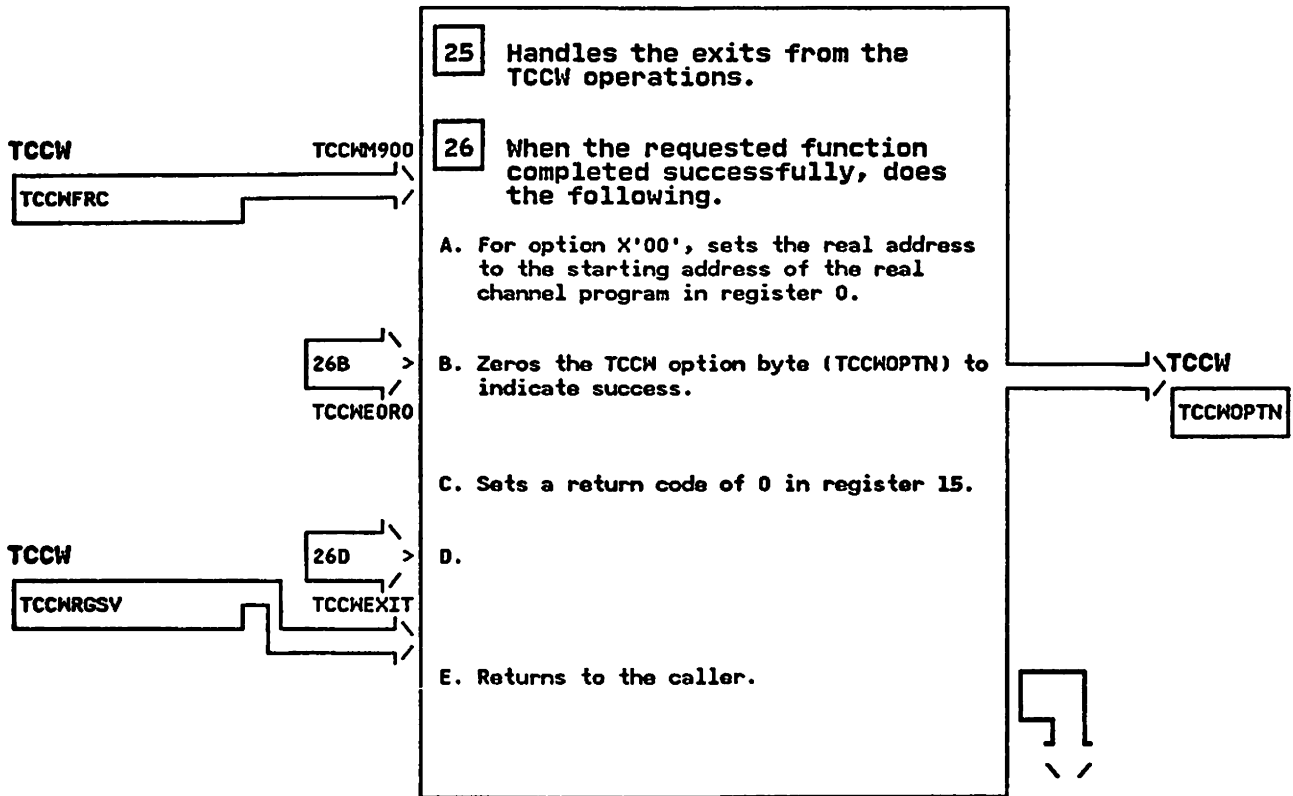 25 Handles the exits from the
TCCW operations.
TCCW
TCCWM900
26 When the requested function
completed successfully, does
the following.
TCCWFRC
A. For option X'00', sets the real address
to the starting address of the real
channel program in register 0.
26B
B. Zeros the TCCW option byte (TCCWOPTN) to
indicate success.
TCCWEOR0
TCCW
TCCWOPTN
C. Sets a return code of 0 in register 15.
TCCW
26D
D.
TCCWRGSV
TCCWEXIT
E. Returns to the caller.